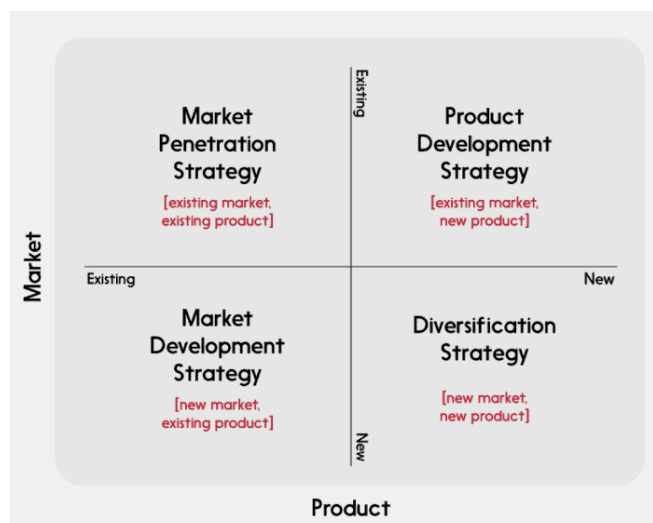 Existing
Market
Penetration
Strategy
[existing market,
existing product]
Product
Development
Strategy
[existing market,
new product]
Market
Existing
New
Market
Development
Strategy
[new market,
existing product]
Diversification
Strategy
[new market,
new product]
New
Product